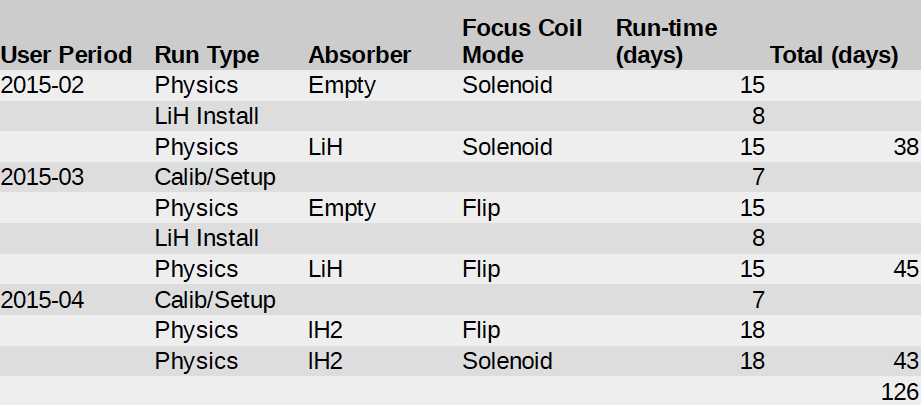 User Period Run Type Absorber Focus Coil Mode Run-time (days) Total (days)
2015-02 Physics Empty Solenoid 15
LiH Install 8
Physics LiH Solenoid 15 38
2015-03 Calib/Setup 7
Physics Empty Flip 15
LiH Install 8
Physics LiH Flip 15 45
2015-04 Calib/Setup 7
Physics lH2 Flip 18
Physics lH2 Solenoid 18 43
126